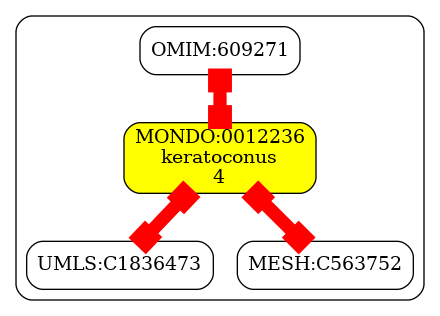 OMIM:609271
MONDO:0012236
keratoconus
4
UMLS:C1836473
MESH:C563752